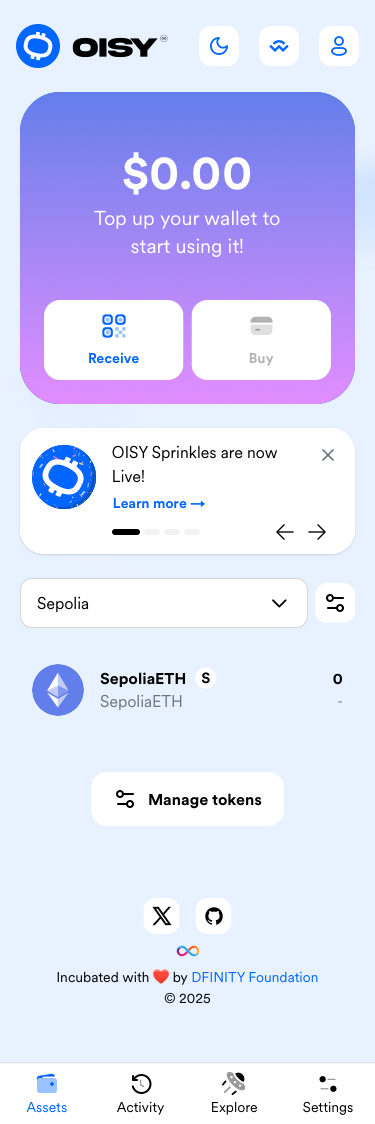 OISY
$0.00
Top up your wallet to
start using it!
Receive
Buy
OISY Sprinkles are now
Live!
Learn more →
Sepolia
SepoliaETH S 0
SepoliaETH -
Manage tokens
Incubated with ❤️ by DFINITY Foundation
© 2025
Assets
Activity
Explore
Settings